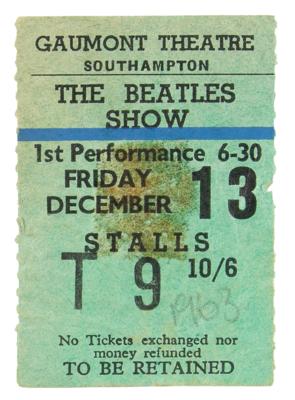 GAUMONT THEATRE
SOUTHAMPTON
THE BEATLES
SHOW
1st Performance 6-30
FRIDAY
DECEMBER 13
STALLS
T 9 10/6
No Tickets exchanged nor
money refunded
TO BE RETAINED